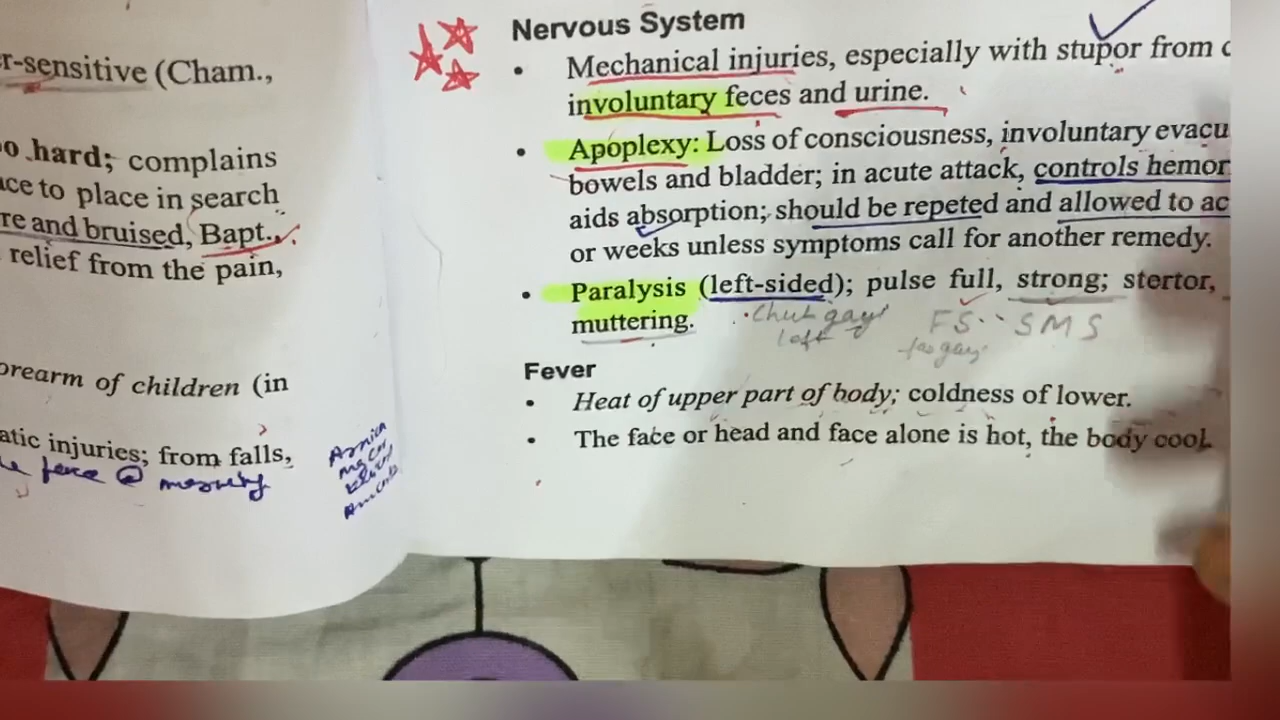 r-sensitive (Cham.,
o hard; complains
ace to place in search
re and bruised, Bapt.,
relief from the pain,
orearm of children (in
atic injuries; from falls,
Arnica
Nervous System
• Mechanical injuries, especially with stupor from
involuntary feces and urine.
• Apoplexy: Loss of consciousness, involuntary evacu
bowels and bladder; in acute attack, controls hemor
aids absorption; should be repeted and allowed to ac
or weeks unless symptoms call for another remedy.
• Paralysis (left-sided); pulse full, strong; stertor,
muttering.
left
FS SMS
Fever
• Heat of upper part of body; coldness of lower.
• The face or head and face alone is hot, the body cool.